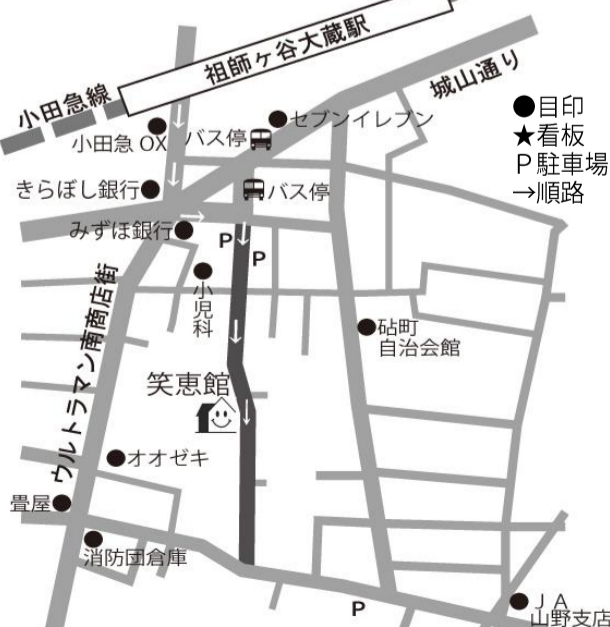 祖師ヶ谷大蔵駅
小田急線
城山通り
小田急 OX
バス停
セブンイレブン
●目印
★看板
P駐車場
→順路
きらぼし銀行
バス停
みずほ銀行
P
P
小児科
ウルトラマン南商店街
砧町
自治会館
笑恵館
オオゼキ
畳屋
消防団倉庫
P
JA
山野支店